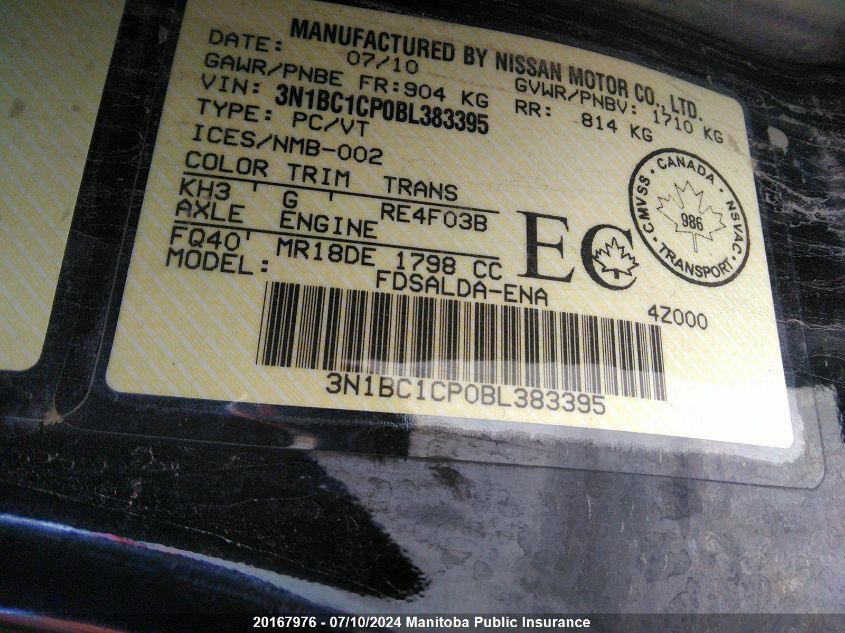 MANUFACTURED BY NISSAN MOTOR CO., LTD.
DATE: 07/10 GVWR/PNBV: 1710 KG
GAWR/PNBE FR: 904 KG RR: 814 KG
VIN: 3N1BC1CP0BL383395
TYPE: PC/VT
ICES/NMB-002
COLOR TRIM TRANS
KH3 G RE4F03B
AXLE ENGINE
FQ40 MR18DE 1798 CC
MODEL: FDSALDA-ENA
EC
CANADA
CMVSS NSVAC
986
TRANSPORT
4Z000
3N1BC1CP0BL383395
20167976 - 07/10/2024 Manitoba Public Insurance